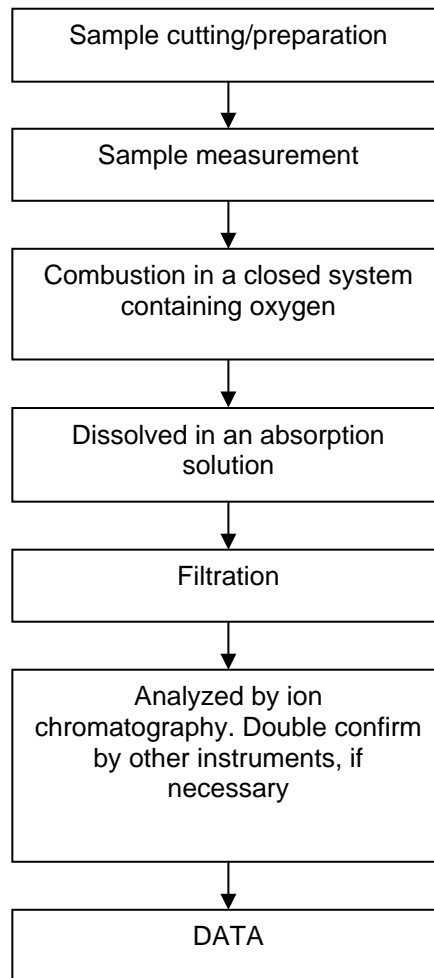 Sample cutting/preparation
Sample measurement
Combustion in a closed system
containing oxygen
Dissolved in an absorption
solution
Filtration
Analyzed by ion
chromatography. Double confirm
by other instruments, if
necessary
DATA